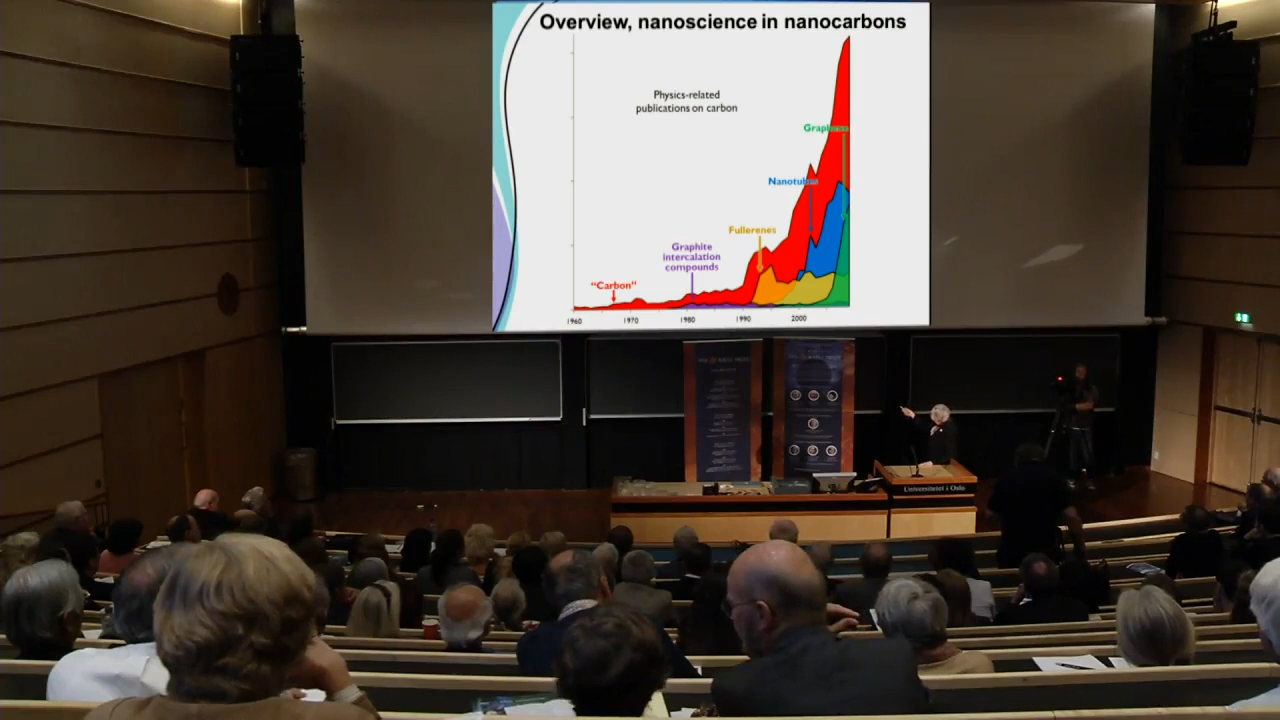 Overview, nanoscience in nanocarbons
Physics-related
publications on carbon
Graphene
Nanotubes
Fullerenes
Graphite
intercalation
compounds
"Carbon"
1960
1970
1980
1990
2000
Universitetet i Oslo